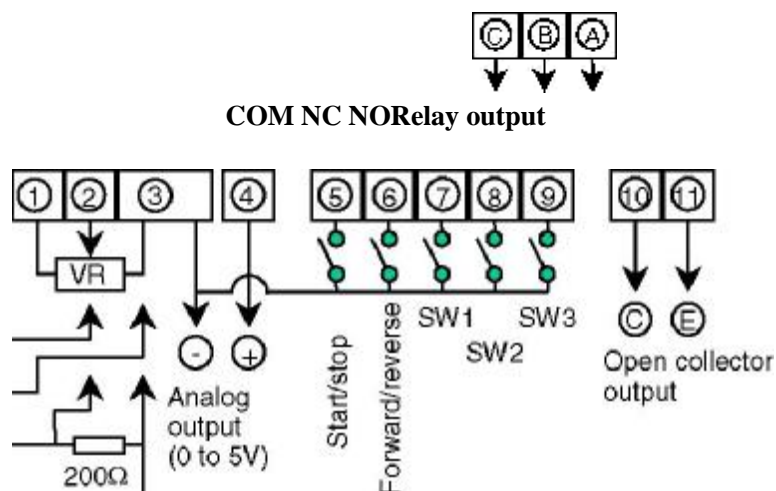 C B A
COM NC NORelay output
1 2 3 4 5 6 7 8 9 10 11
VR
- +
Analog
output
(0 to 5V)
200Ω
Start/stop
Forward/reverse
SW1
SW2
SW3
C E
Open collector
output